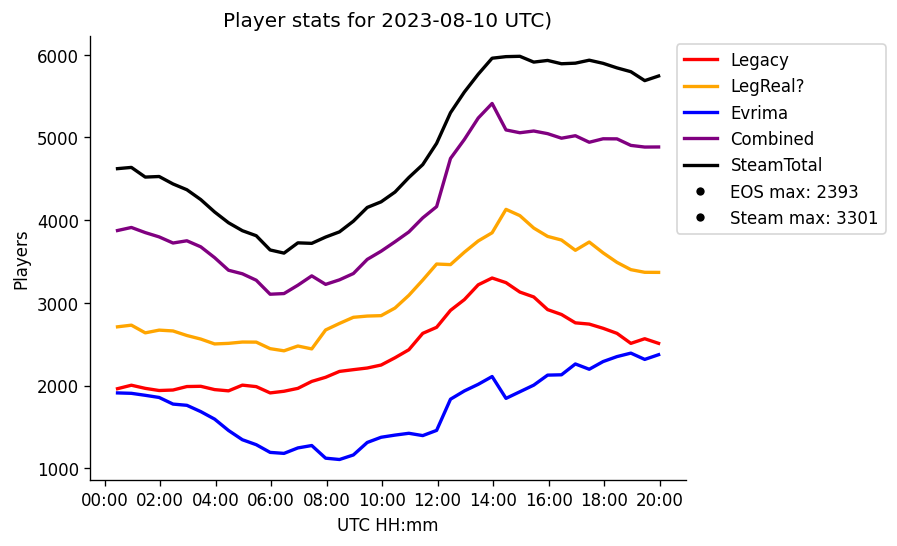 Player stats for 2023-08-10 UTC)
6000
5000
4000
3000
2000
1000
Players
00:00 02:00 04:00 06:00 08:00 10:00 12:00 14:00 16:00 18:00 20:00
UTC HH:mm
Legacy
LegReal?
Evrima
Combined
SteamTotal
EOS max: 2393
Steam max: 3301